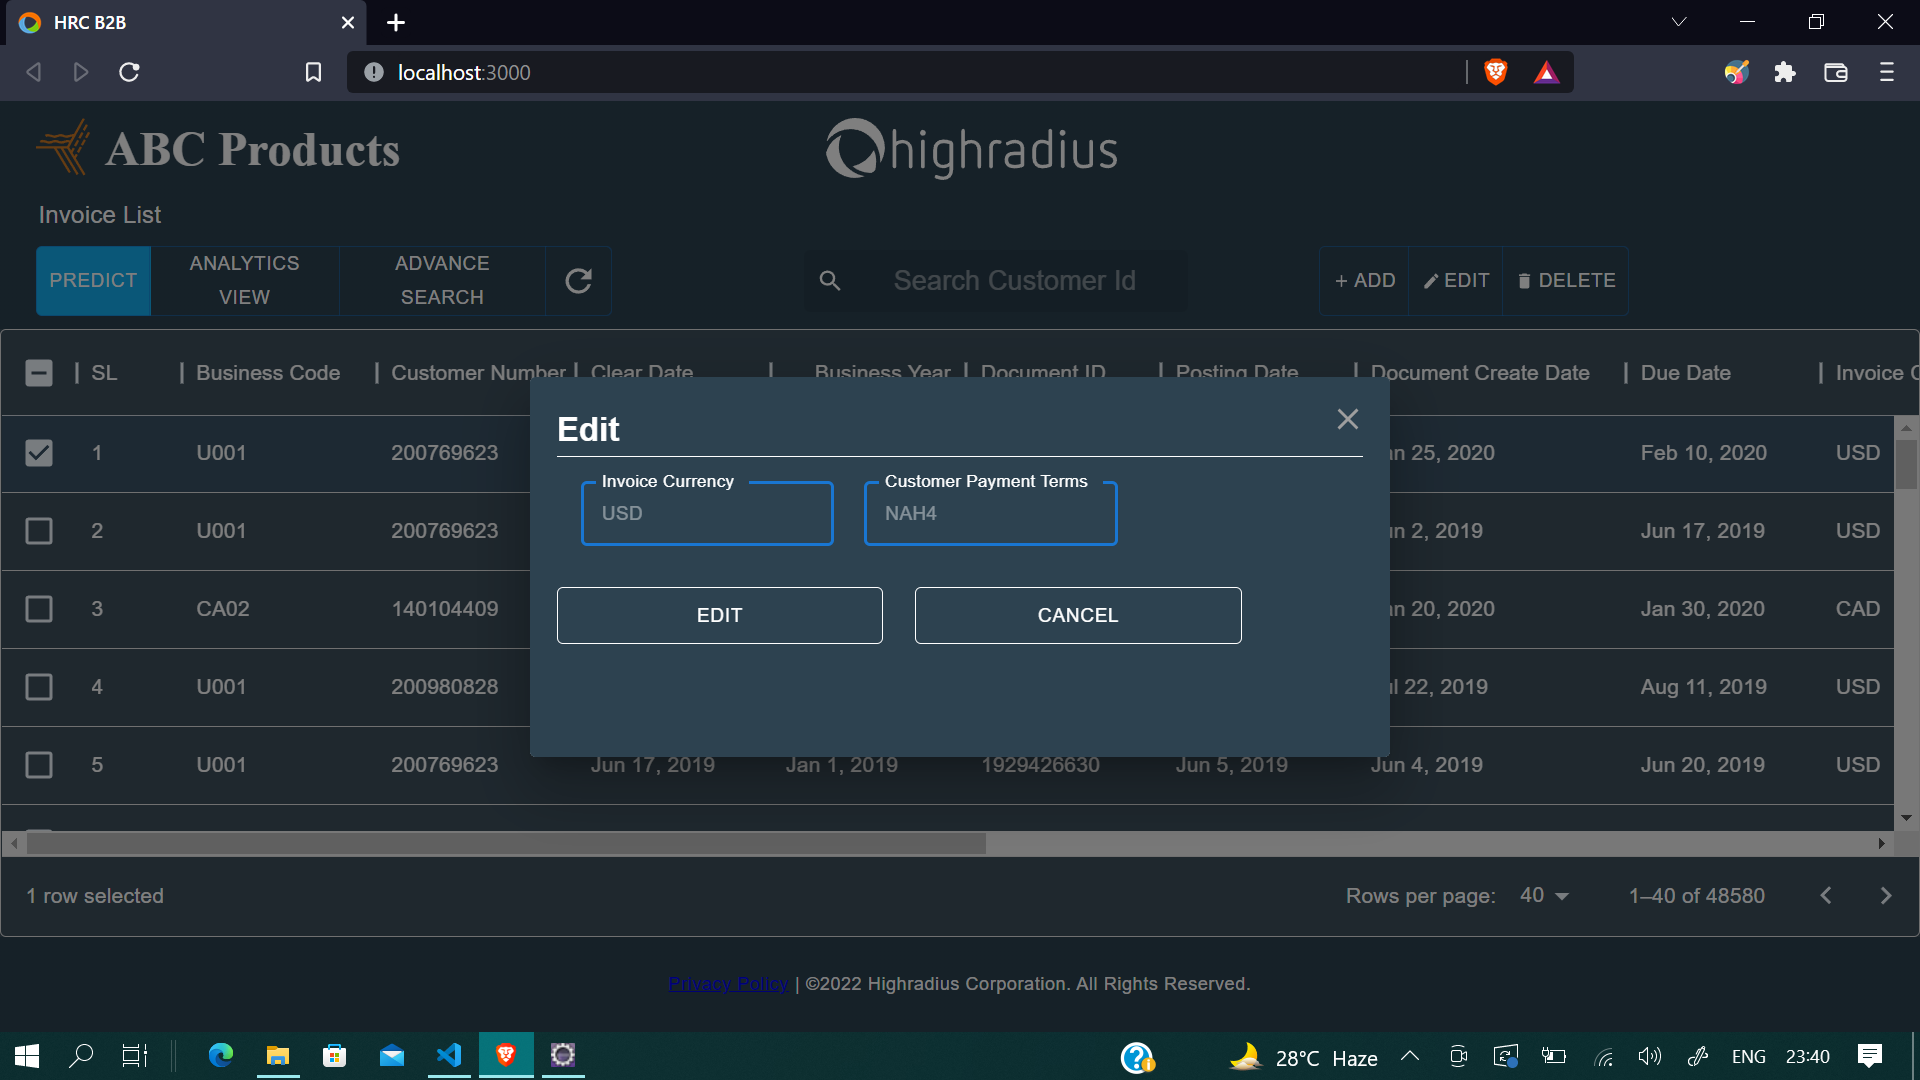 HRC B2B
localhost:3000
ABC Products
highradius
Invoice List
PREDICT
ANALYTICS VIEW
ADVANCE SEARCH
Search Customer Id
+ ADD
EDIT
DELETE
SL
Business Code
Customer Number
Clear Date
Business Year
Document ID
Posting Date
Document Create Date
Due Date
Invoice
1 U001 200769623 25, 2020 Feb 10, 2020 USD
2 U001 200769623 2, 2019 Jun 17, 2019 USD
3 CA02 140104409 20, 2020 Jan 30, 2020 CAD
4 U001 200980828 22, 2019 Aug 11, 2019 USD
5 U001 200769623 Jun 17, 2019 Jan 1, 2019 1929426630 Jun 5, 2019 Jun 4, 2019 Jun 20, 2019 USD
Edit
Invoice Currency
USD
Customer Payment Terms
NAH4
EDIT
CANCEL
1 row selected
Rows per page: 40
1–40 of 48580
Privacy Policy | ©2022 Highradius Corporation. All Rights Reserved.
28°C Haze
ENG
23:40